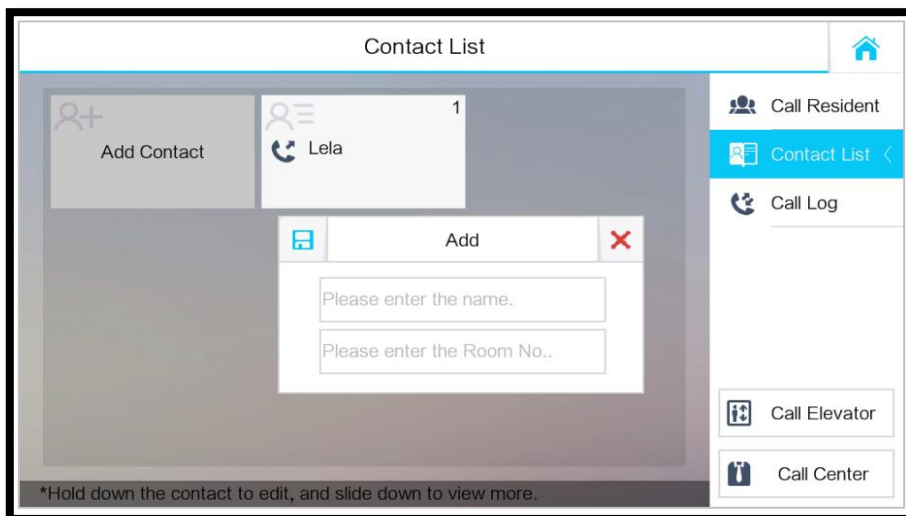 Contact List
Add Contact
1
Lela
Add
Please enter the name.
Please enter the Room No..
*Hold down the contact to edit, and slide down to view more.
Call Resident
Contact List
Call Log
Call Elevator
Call Center